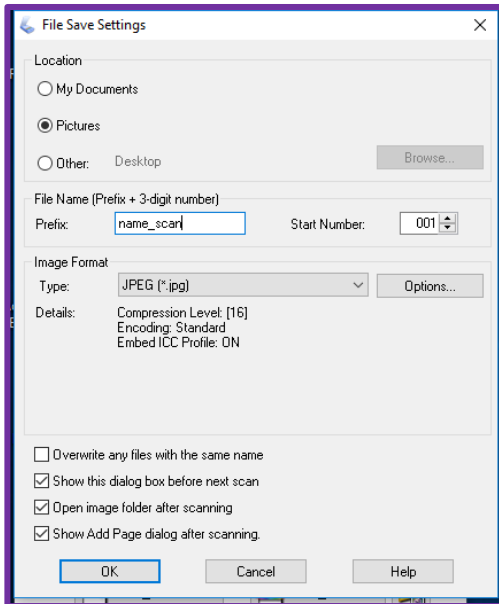 File Save Settings
Location
My Documents
Pictures
Other: Desktop Browse...
File Name (Prefix + 3-digit number)
Prefix: name_scan Start Number: 001
Image Format
Type: JPEG (*.jpg) Options...
Details: Compression Level: [16]
Encoding: Standard
Embed ICC Profile: ON
Overwrite any files with the same name
Show this dialog box before next scan
Open image folder after scanning
Show Add Page dialog after scanning.
OK Cancel Help